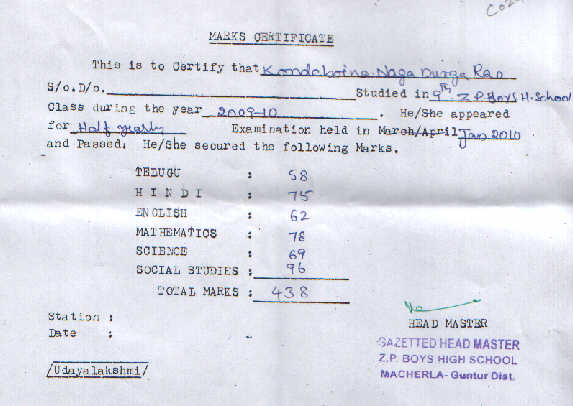 MARKS CERTIFICATE
This is to Certify that Kondaboina Naga Durga Rao
S/o.D/o. Studied in 9th Z.P.Boys H.School
Class during the year 2009-10. He/She appeared
for Half yearly Examination held in March/April Jan 2010
and Passed. He/She secured the following Marks.
TELUGU : 58
HINDI : 75
ENGLISH : 62
MATHEMATICS : 78
SCIENCE : 69
SOCIAL STUDIES : 96
TOTAL MARKS : 438
Station :
Date :
HEAD MASTER
GAZETTED HEAD MASTER
Z.P. BOYS HIGH SCHOOL
MACHERLA- Guntur Dist.
/Udayalakshmi/